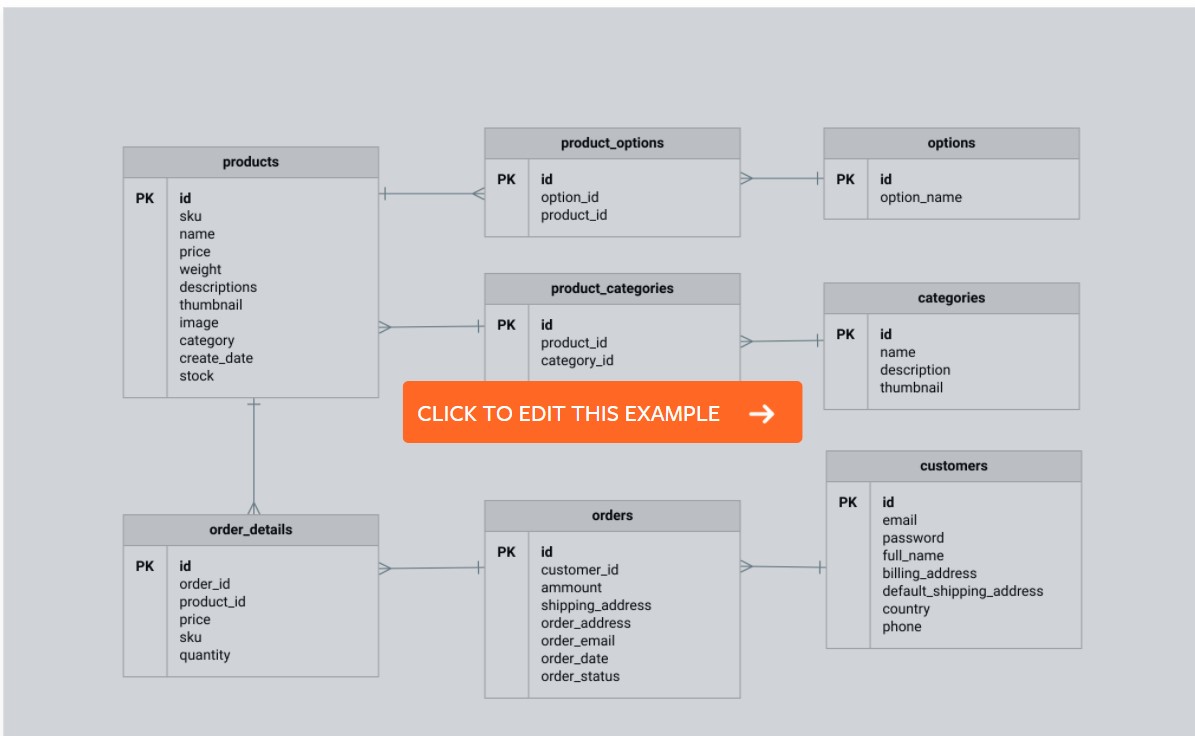 products
PK
id
sku
name
price
weight
descriptions
thumbnail
image
category
create_date
stock
product_options
PK
id
option_id
product_id
options
PK
id
option_name
product_categories
PK
id
product_id
category_id
categories
PK
id
name
description
thumbnail
CLICK TO EDIT THIS EXAMPLE
order_details
PK
id
order_id
product_id
price
sku
quantity
orders
PK
id
customer_id
ammount
shipping_address
order_address
order_email
order_date
order_status
customers
PK
id
email
password
full_name
billing_address
default_shipping_address
country
phone